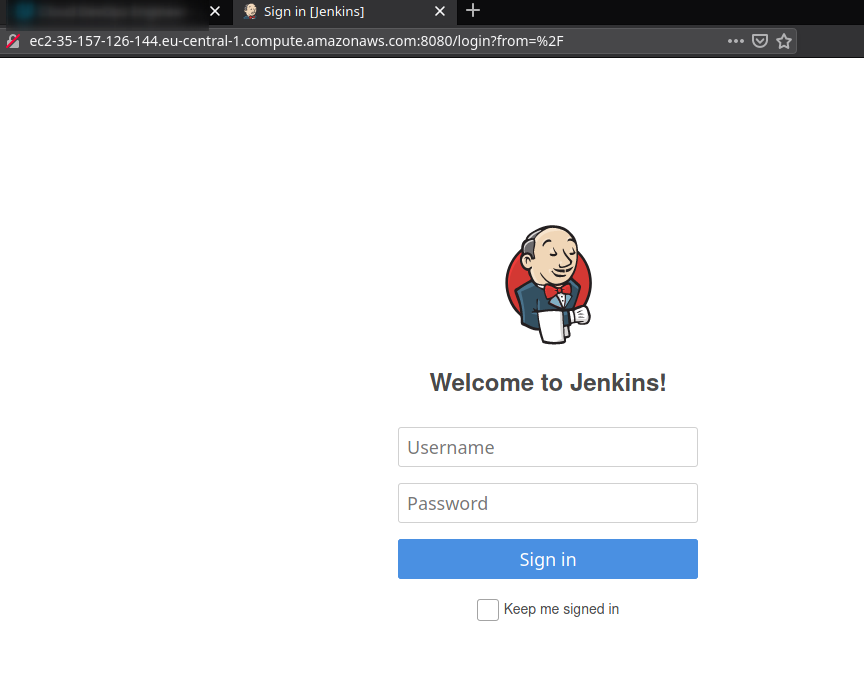 Sign in [Jenkins]
ec2-35-157-126-144.eu-central-1.compute.amazonaws.com:8080/login?from=%2F
Welcome to Jenkins!
Username
Password
Sign in
Keep me signed in